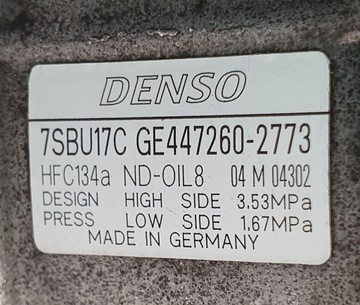 DENSO
7SBU17C GE447260-2773
HFC134a ND-OIL8 04 M 04302
DESIGN HIGH SIDE 3.53MPa
PRESS LOW SIDE 1.67MPa
MADE IN GERMANY